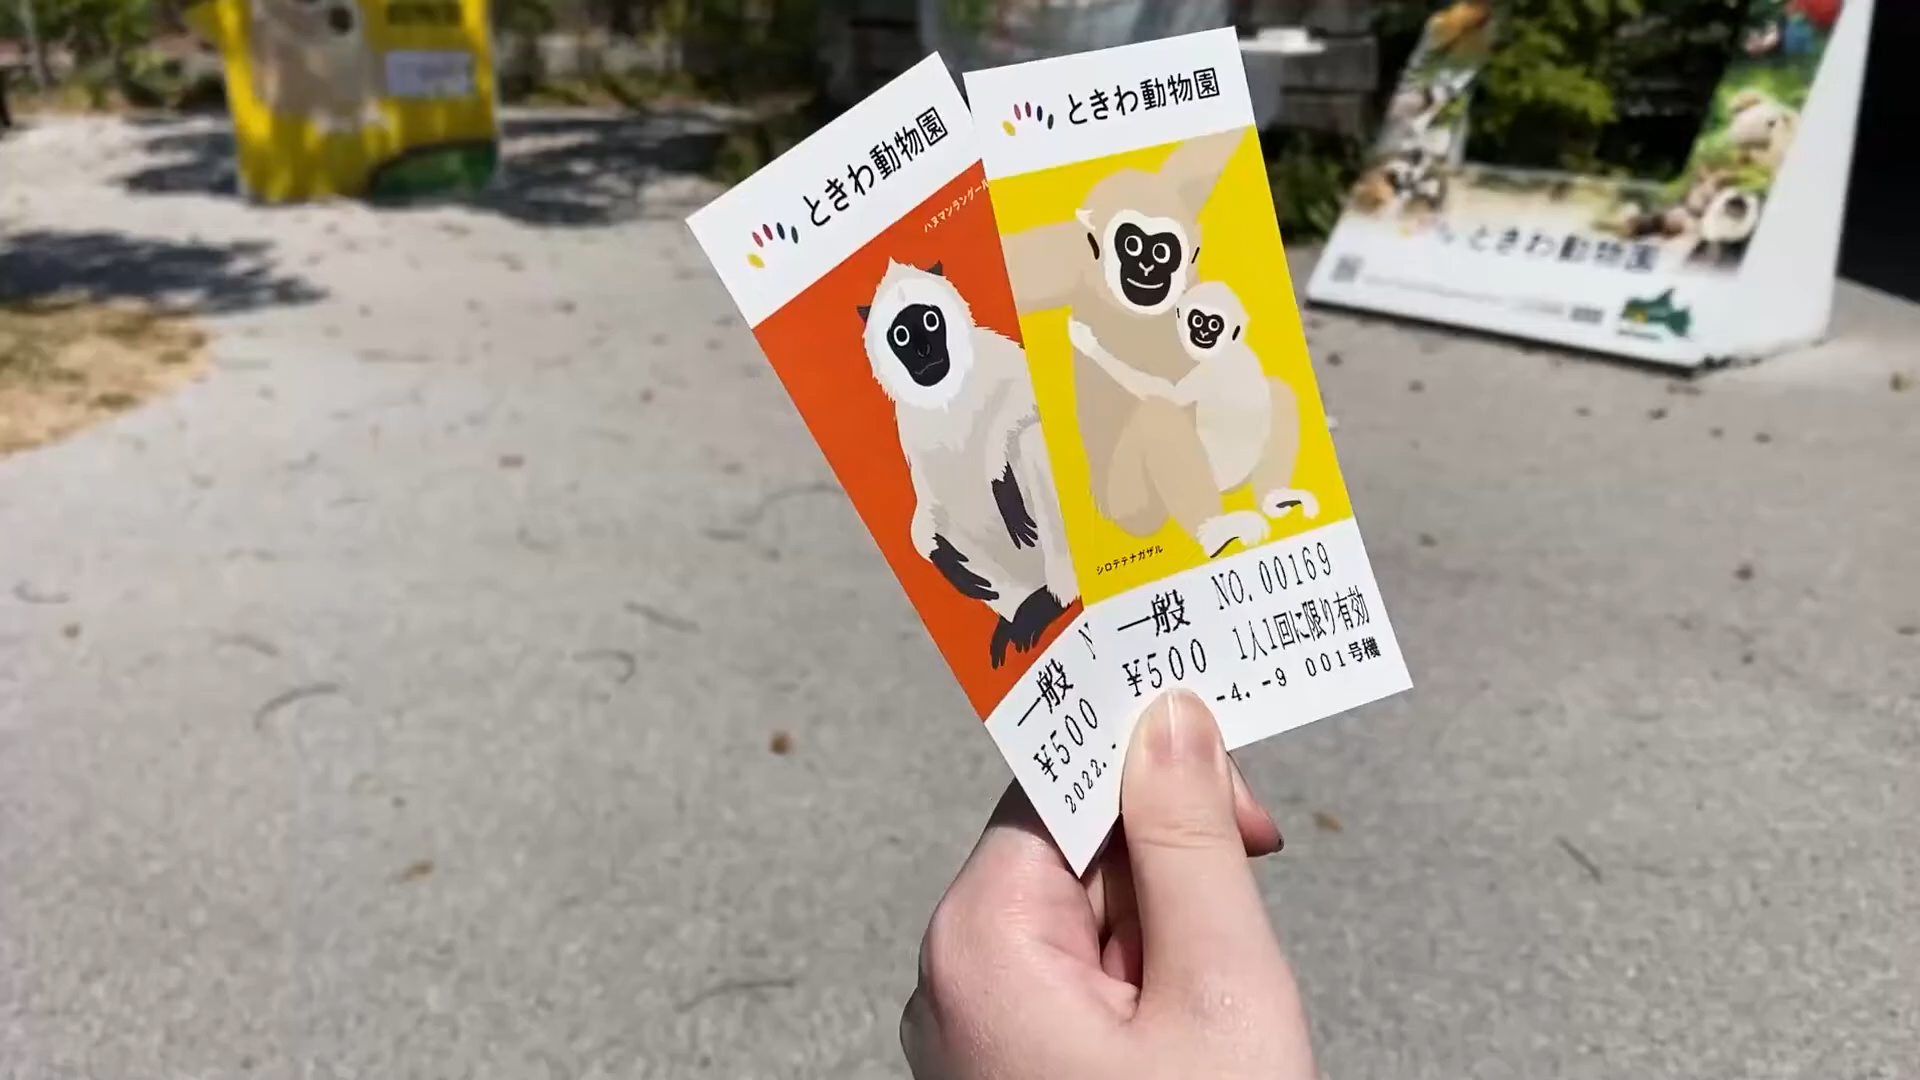 ときわ動物園
ハヌマンラングール
一般
¥500
2022.
ときわ動物園
シロテテナガザル
一般 NO.00169
¥500 1人1回に限り有効
-4.-9 001号機
ときわ動物園